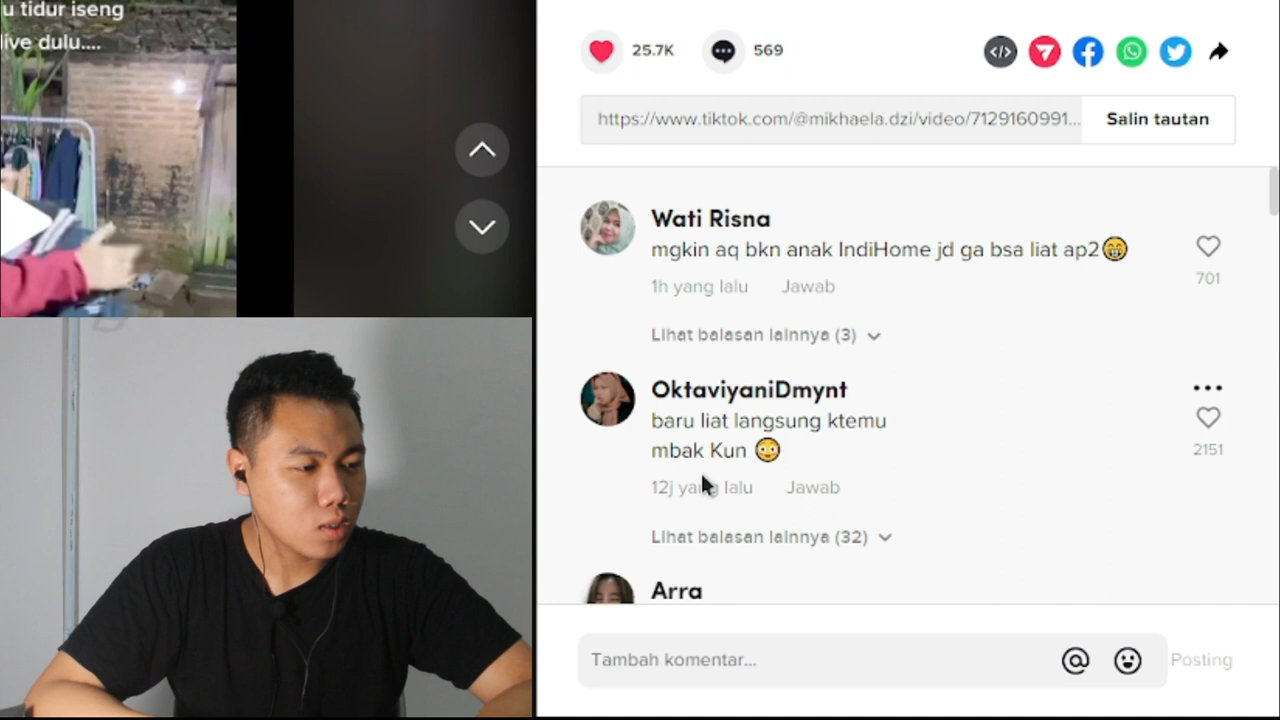 u tidur iseng
live dulu....
25.7K
569
https://www.tiktok.com/@mikhaela.dzi/video/7129160991...
Salin tautan
Wati Risna
mgkin aq bkn anak IndiHome jd ga bsa liat ap2😁
701
1h yang lalu Jawab
Lihat balasan lainnya (3)
OktaviyaniDmynt
baru liat langsung ktemu
mbak Kun 😳
2151
12j yang lalu Jawab
Lihat balasan lainnya (32)
Arra
Tambah komentar...
Posting